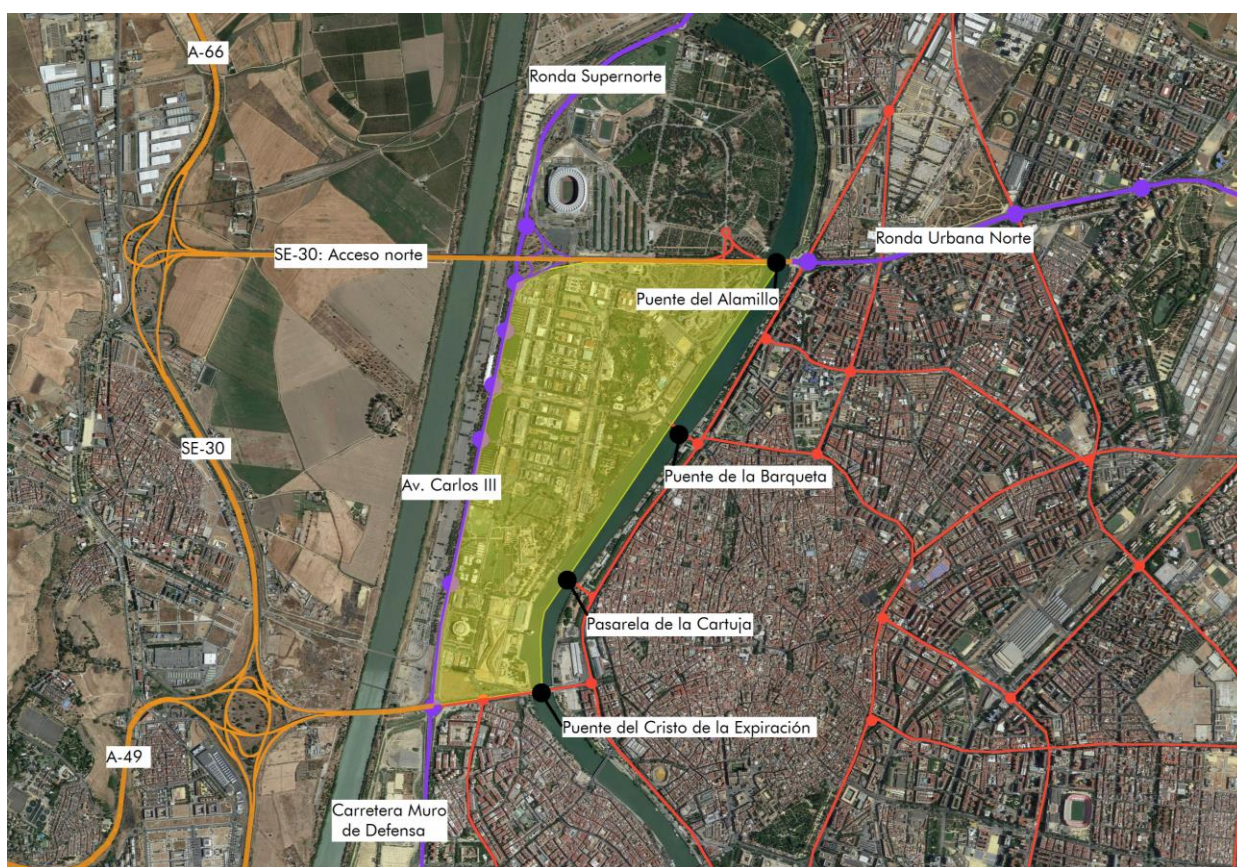 A-66
Ronda Supernorte
Ronda Urbana Norte
SE-30: Acceso norte
Puente del Alamillo
SE-30
Av. Carlos III
Puente de la Barqueta
Pasarela de la Cartuja
Puente del Cristo de la Expiración
A-49
Carretera Muro
de Defensa